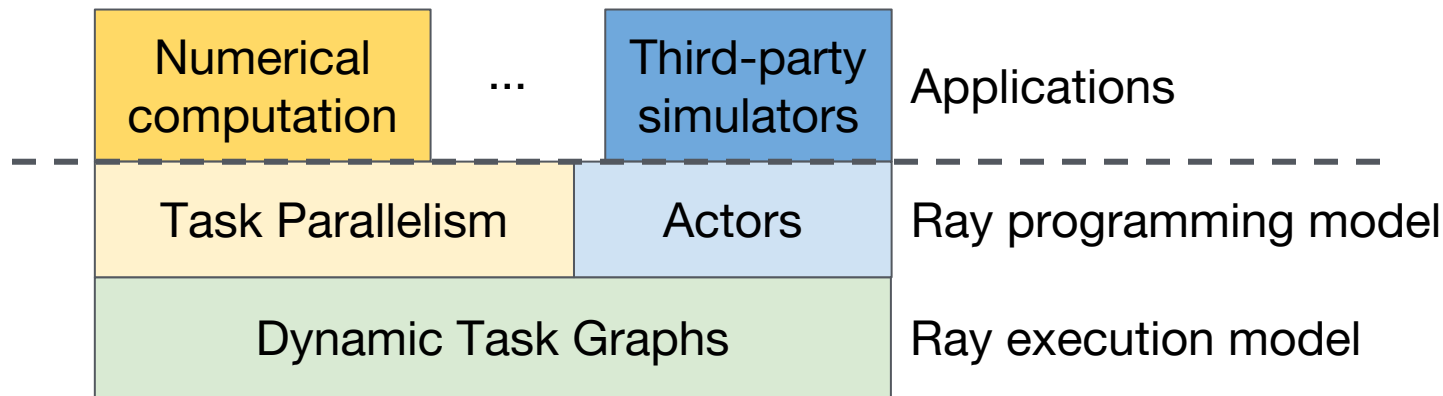 Numerical
computation
...
Third-party
simulators
Applications
Task Parallelism
Actors
Ray programming model
Dynamic Task Graphs
Ray execution model